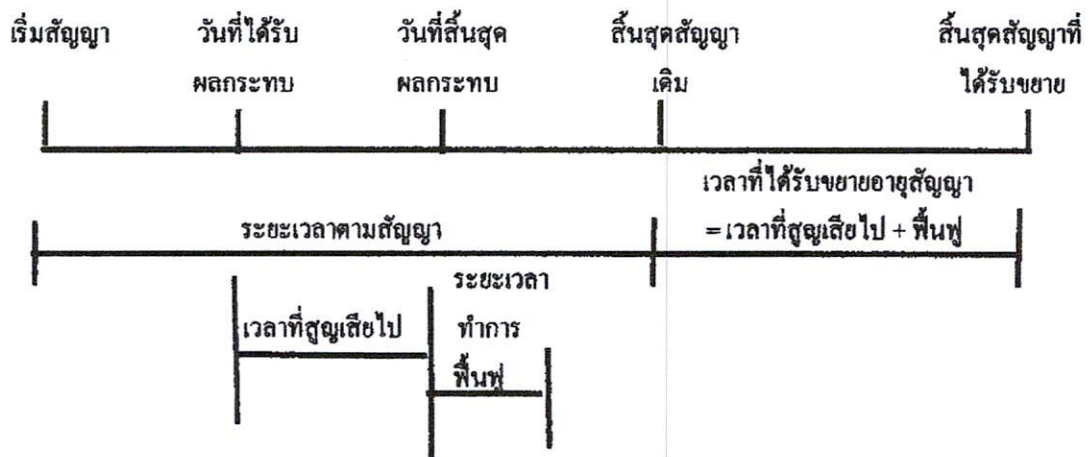 เริ่มสัญญา วันที่ได้รับ วันที่สิ้นสุด สิ้นสุดสัญญา สิ้นสุดสัญญาที่
ผลกระทบ ผลกระทบ เดิม ได้รับขยาย
เวลาที่ได้รับขยายอายุสัญญา
ระยะเวลาตามสัญญา = เวลาที่สูญเสียไป + ฟื้นฟู
ระยะเวลา
เวลาที่สูญเสียไป ทำการ
ฟื้นฟู